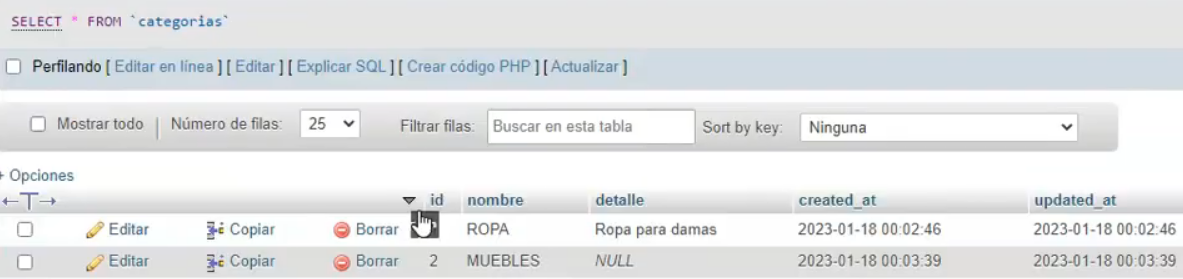 SELECT * FROM `categorias`
Perfilando [ Editar en línea ] [ Editar ] [ Explicar SQL ] [ Crear código PHP ] [ Actualizar ]
Mostrar todo | Número de filas: 25 Filtrar filas: Buscar en esta tabla Sort by key: Ninguna
+ Opciones
id nombre detalle created_at updated_at
Editar Copiar Borrar ROPA Ropa para damas 2023-01-18 00:02:46 2023-01-18 00:02:46
Editar Copiar Borrar 2 MUEBLES NULL 2023-01-18 00:03:39 2023-01-18 00:03:39